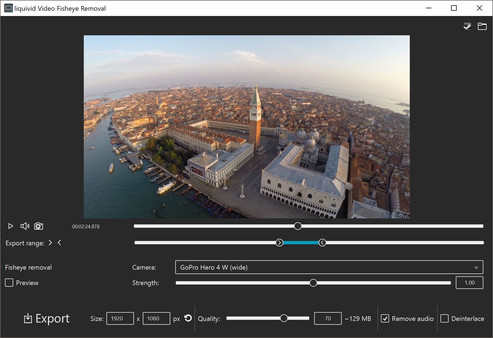 liquivid Video Fisheye Removal
00:02:24.878
Export range:
Fisheye removal
Camera: GoPro Hero 4 W (wide)
Preview
Strength: 1.00
Export Size: 1920 x 1080 px Quality: 70 ~129 MB Remove audio Deinterlace